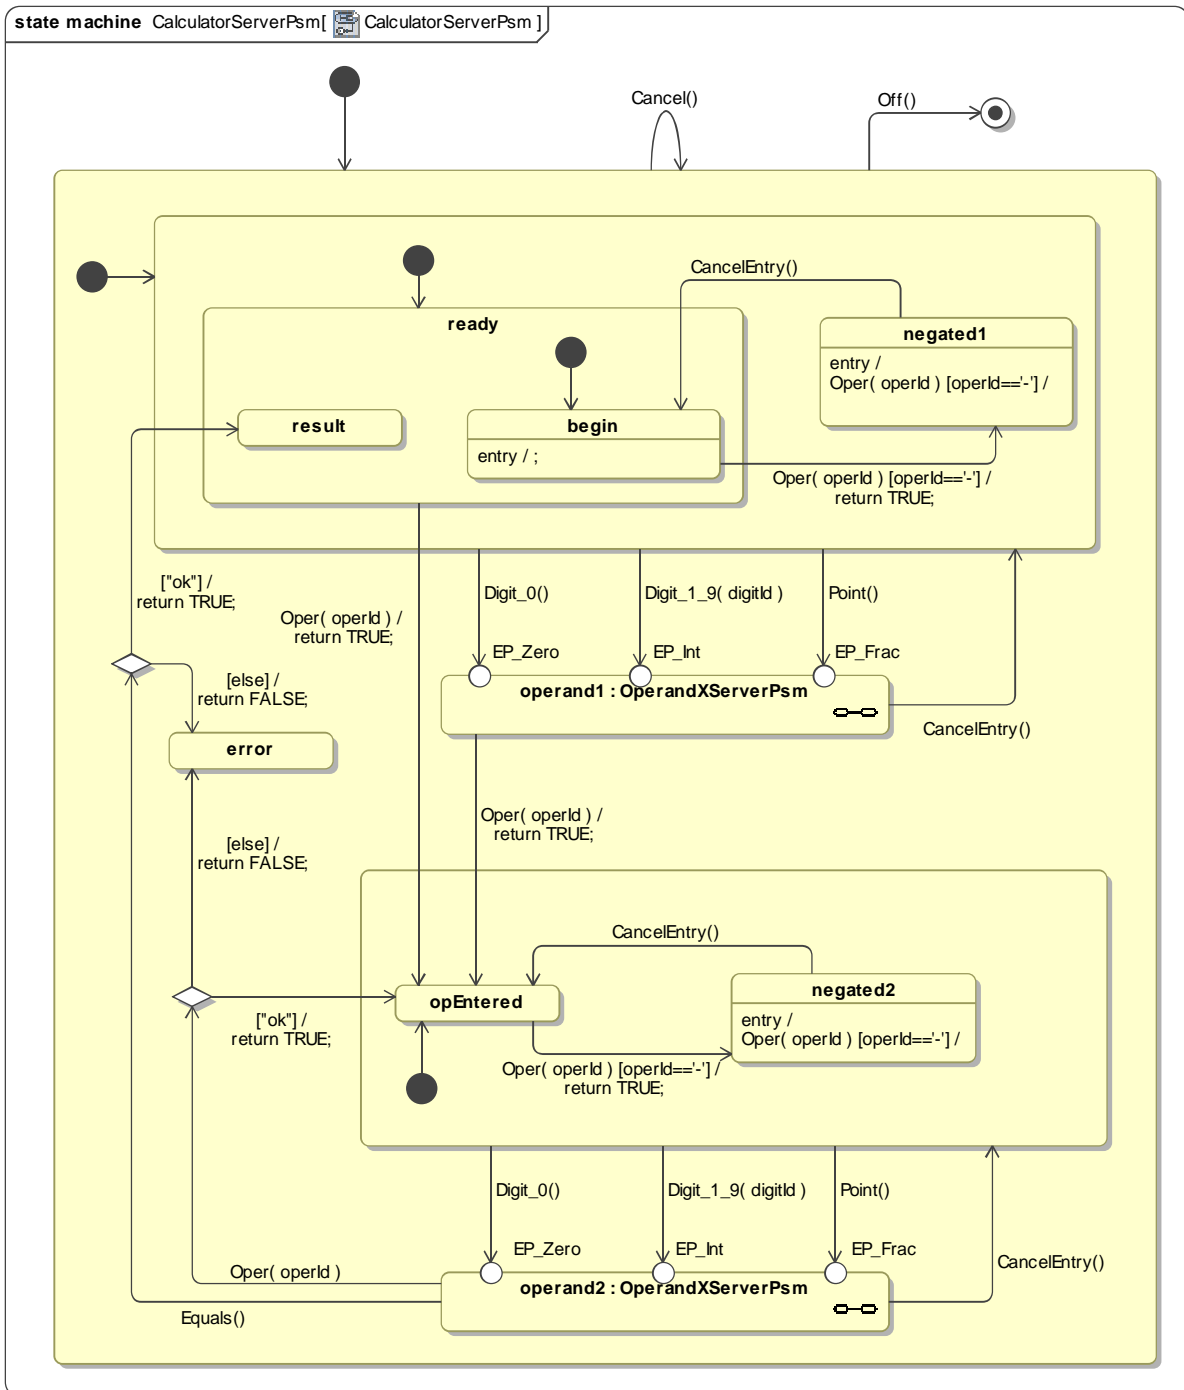 state machine CalculatorServerPsm[ CalculatorServerPsm ]
Cancel()
Off()
CancelEntry()
ready
negated1
entry /
Oper( operId ) [operId=='-'] /
result
begin
entry / ;
Oper( operId ) [operId=='-'] /
return TRUE;
["ok"] /
return TRUE;
Digit_0()
Digit_1_9( digitId )
Point()
Oper( operId ) /
return TRUE;
EP_Zero
EP_Int
EP_Frac
[else] /
return FALSE;
operand1 : OperandXServerPsm
CancelEntry()
error
Oper( operId ) /
return TRUE;
[else] /
return FALSE;
CancelEntry()
negated2
opEntered
entry /
Oper( operId ) [operId=='-'] /
["ok"] /
return TRUE;
Oper( operId ) [operId=='-'] /
return TRUE;
Digit_0()
Digit_1_9( digitId )
Point()
EP_Zero
EP_Int
EP_Frac
CancelEntry()
Oper( operId )
operand2 : OperandXServerPsm
Equals()